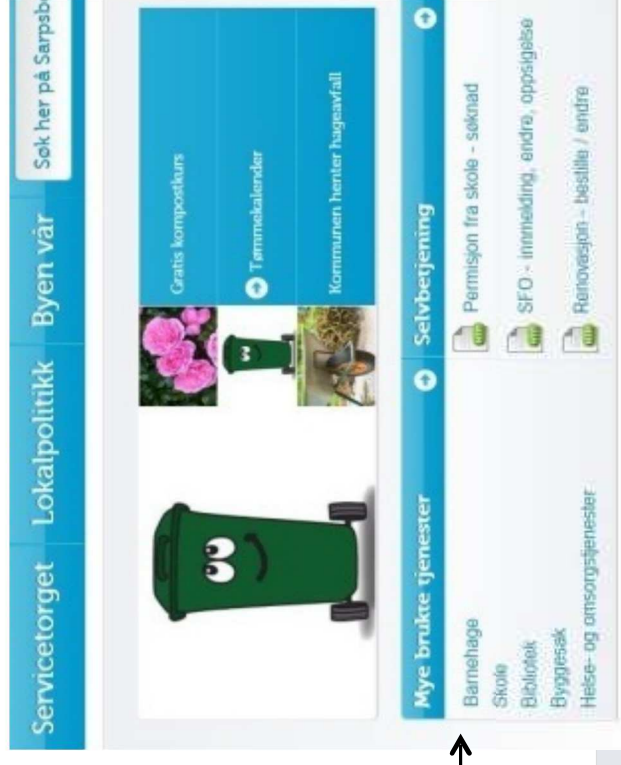 Servicetorget Lokalpolitikk Byen vår Søk her på Sarpsb
Gratis kompostkurs
Tømmekalender
Kommunen henter hageavfall
Mye brukte tjenester
Barnehage
Skole
Bibliotek
Byggesak
Helse- og omsorgstjenester
Selvbetjening
Permisjon fra skole - søknad
SFO - innmelding, endre, oppsigelse
Renovasjon - bestille / endre